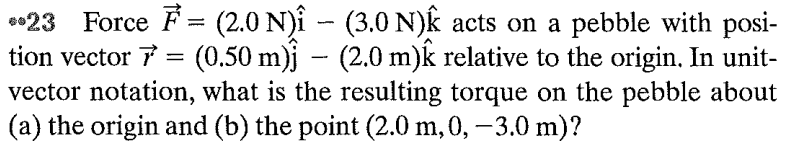 ••23 Force F⃗ = (2.0 N)î − (3.0 N)k̂ acts on a pebble with posi-
tion vector r⃗ = (0.50 m)ĵ − (2.0 m)k̂ relative to the origin. In unit-
vector notation, what is the resulting torque on the pebble about
(a) the origin and (b) the point (2.0 m, 0, −3.0 m)?